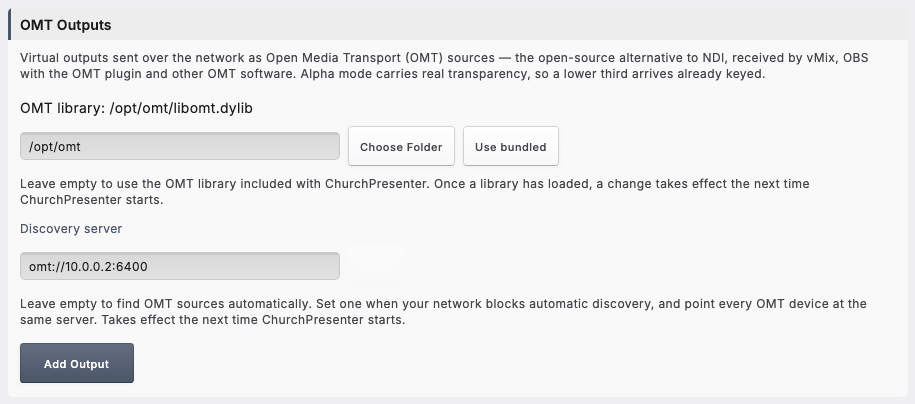 OMT Outputs
Virtual outputs sent over the network as Open Media Transport (OMT) sources — the open-source alternative to NDI, received by vMix, OBS
with the OMT plugin and other OMT software. Alpha mode carries real transparency, so a lower third arrives already keyed.
OMT library: /opt/omt/libomt.dylib
/opt/omt
Choose Folder
Use bundled
Leave empty to use the OMT library included with ChurchPresenter. Once a library has loaded, a change takes effect the next time
ChurchPresenter starts.
Discovery server
omt://10.0.0.2:6400
Leave empty to find OMT sources automatically. Set one when your network blocks automatic discovery, and point every OMT device at the
same server. Takes effect the next time ChurchPresenter starts.
Add Output